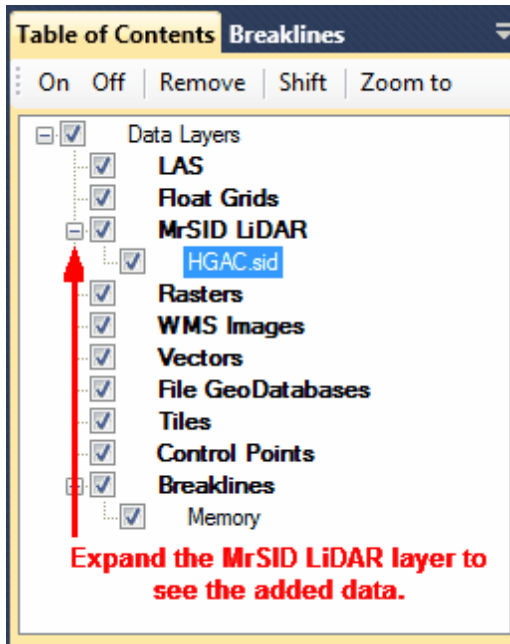 Table of Contents Breaklines
On Off Remove Shift Zoom to
Data Layers
LAS
Float Grids
MrSID LiDAR
HGAC.sid
Rasters
WMS Images
Vectors
File GeoDatabases
Tiles
Control Points
Breaklines
Memory
Expand the MrSID LiDAR layer to
see the added data.